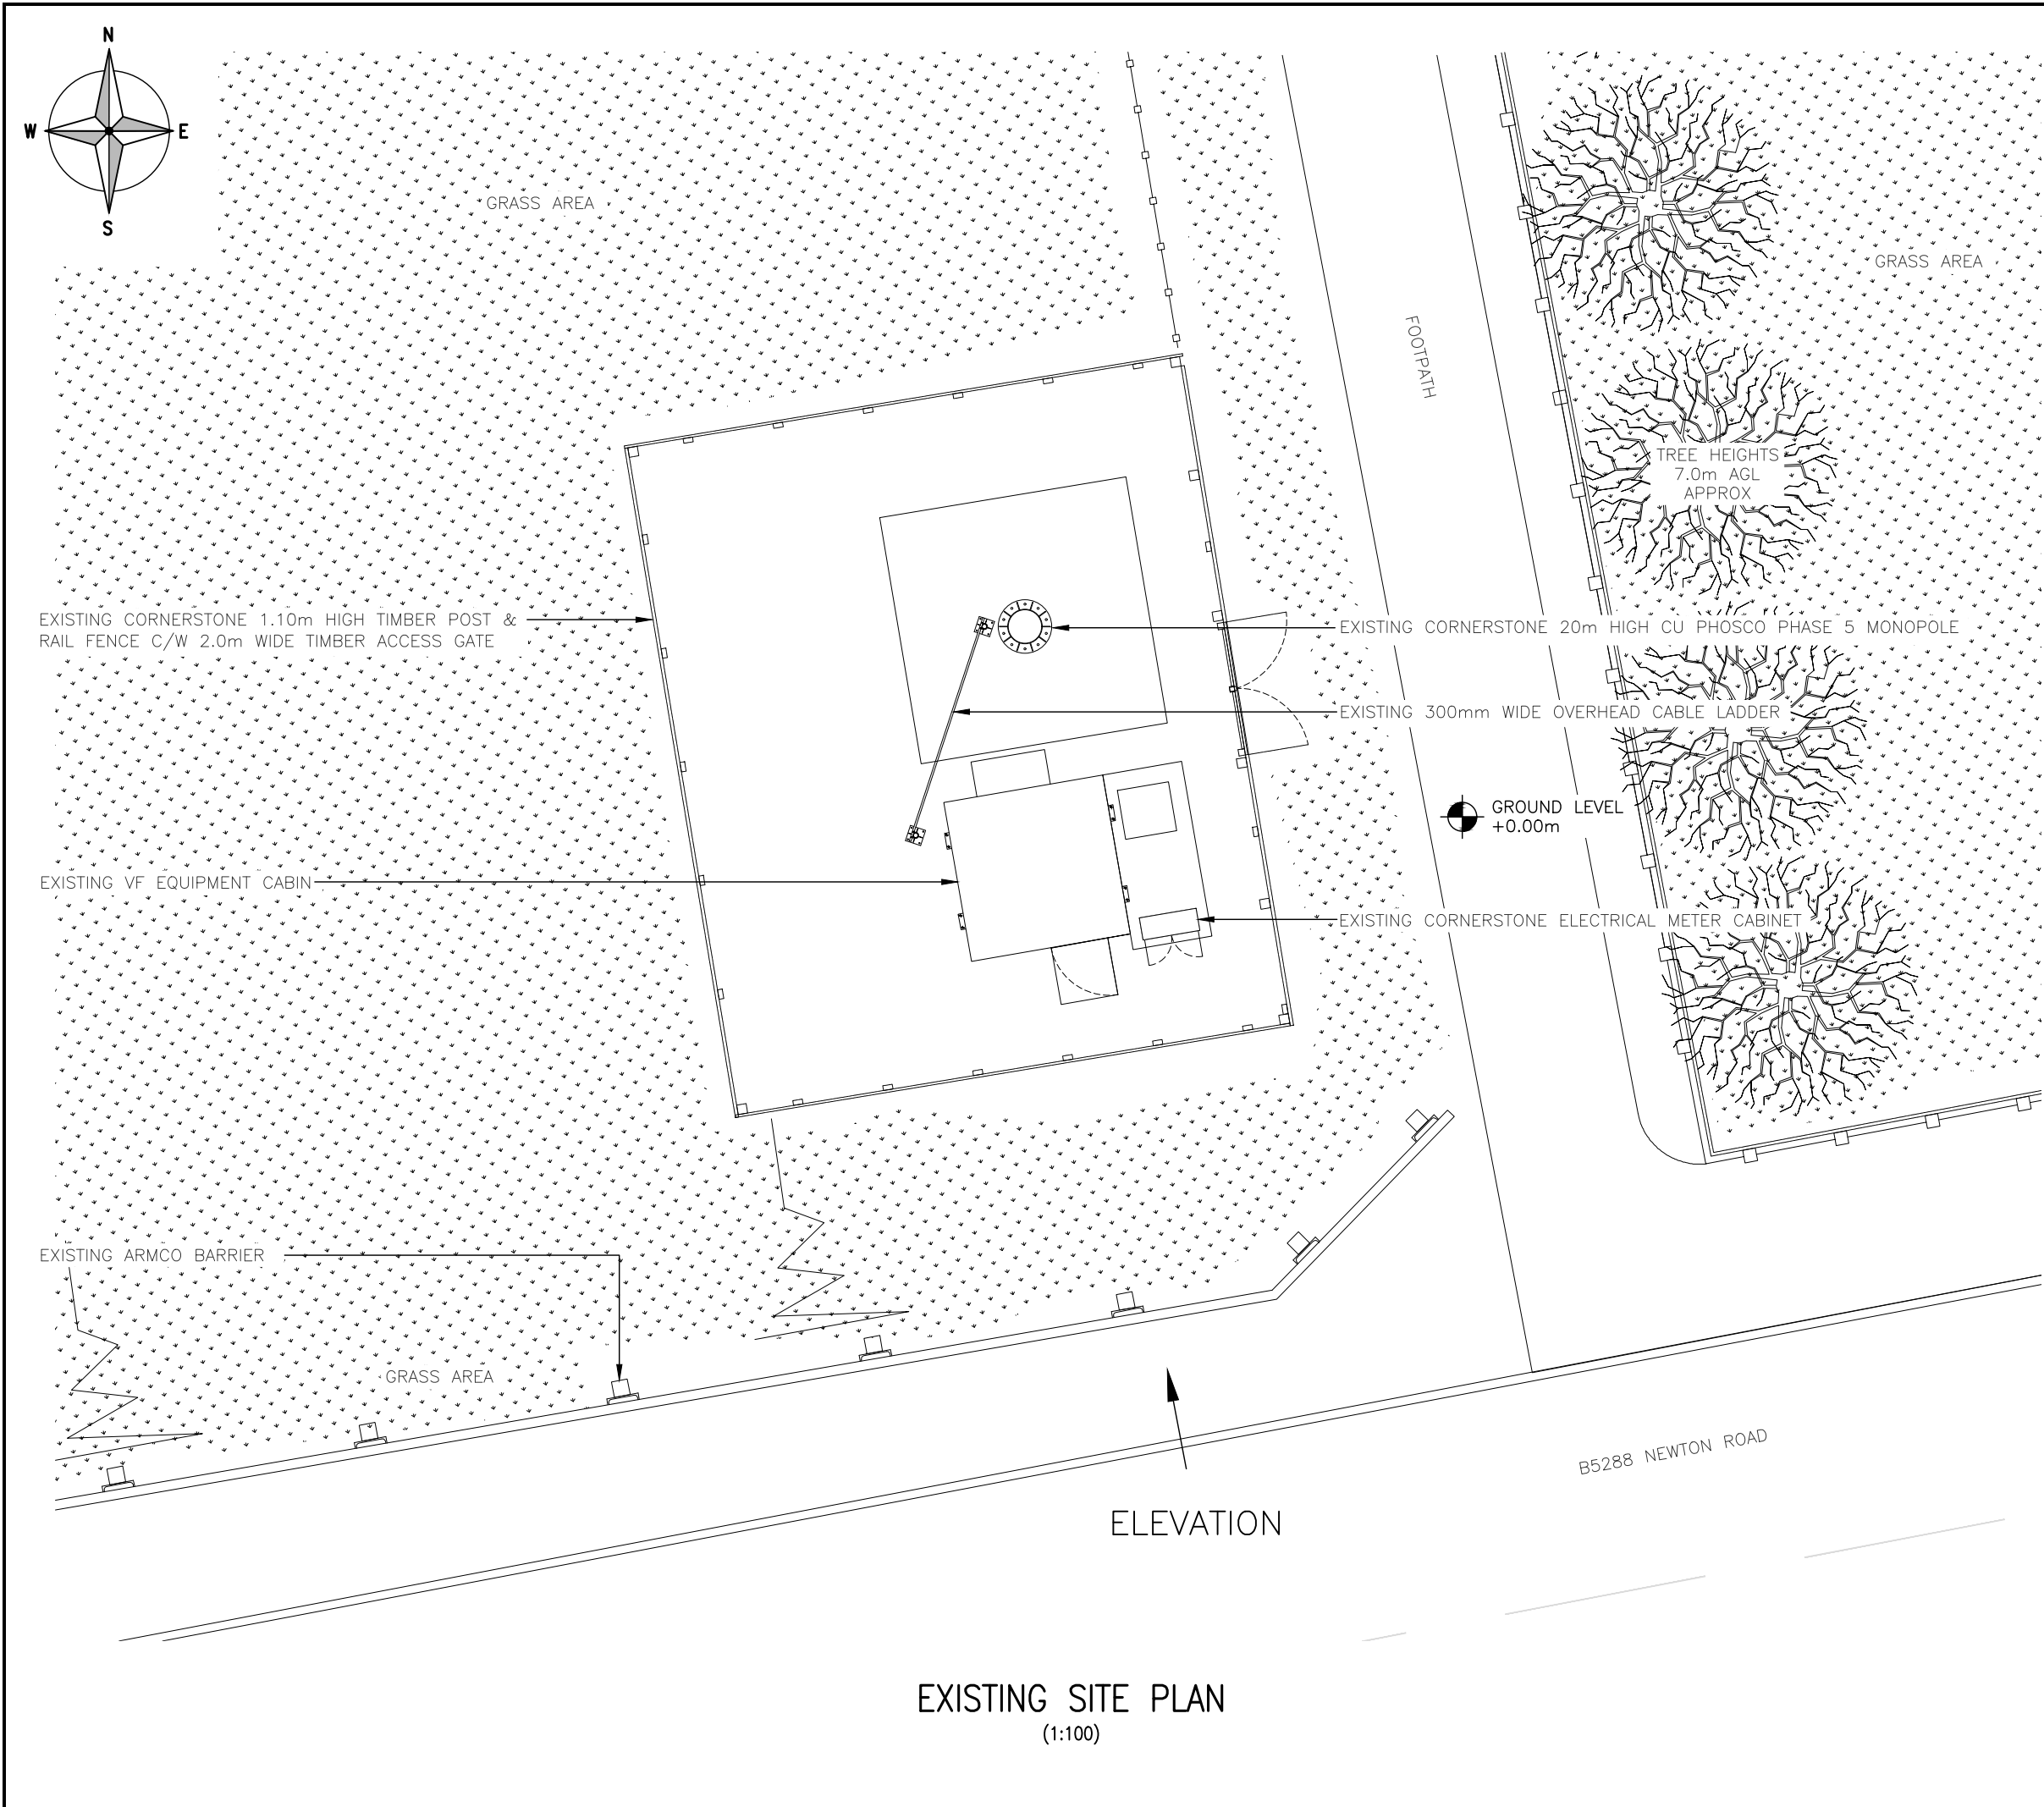 N
W E
S
GRASS AREA
GRASS AREA
FOOTPATH
TREE HEIGHTS
7.0m AGL
APPROX
EXISTING CORNERSTONE 1.10m HIGH TIMBER POST &
RAIL FENCE C/W 2.0m WIDE TIMBER ACCESS GATE
EXISTING CORNERSTONE 20m HIGH CU PHOSCO PHASE 5 MONOPOLE
EXISTING 300mm WIDE OVERHEAD CABLE LADDER
GROUND LEVEL
+0.00m
EXISTING VF EQUIPMENT CABIN
EXISTING CORNERSTONE ELECTRICAL METER CABINET
EXISTING ARMCO BARRIER
GRASS AREA
B5288 NEWTON ROAD
ELEVATION
EXISTING SITE PLAN
(1:100)